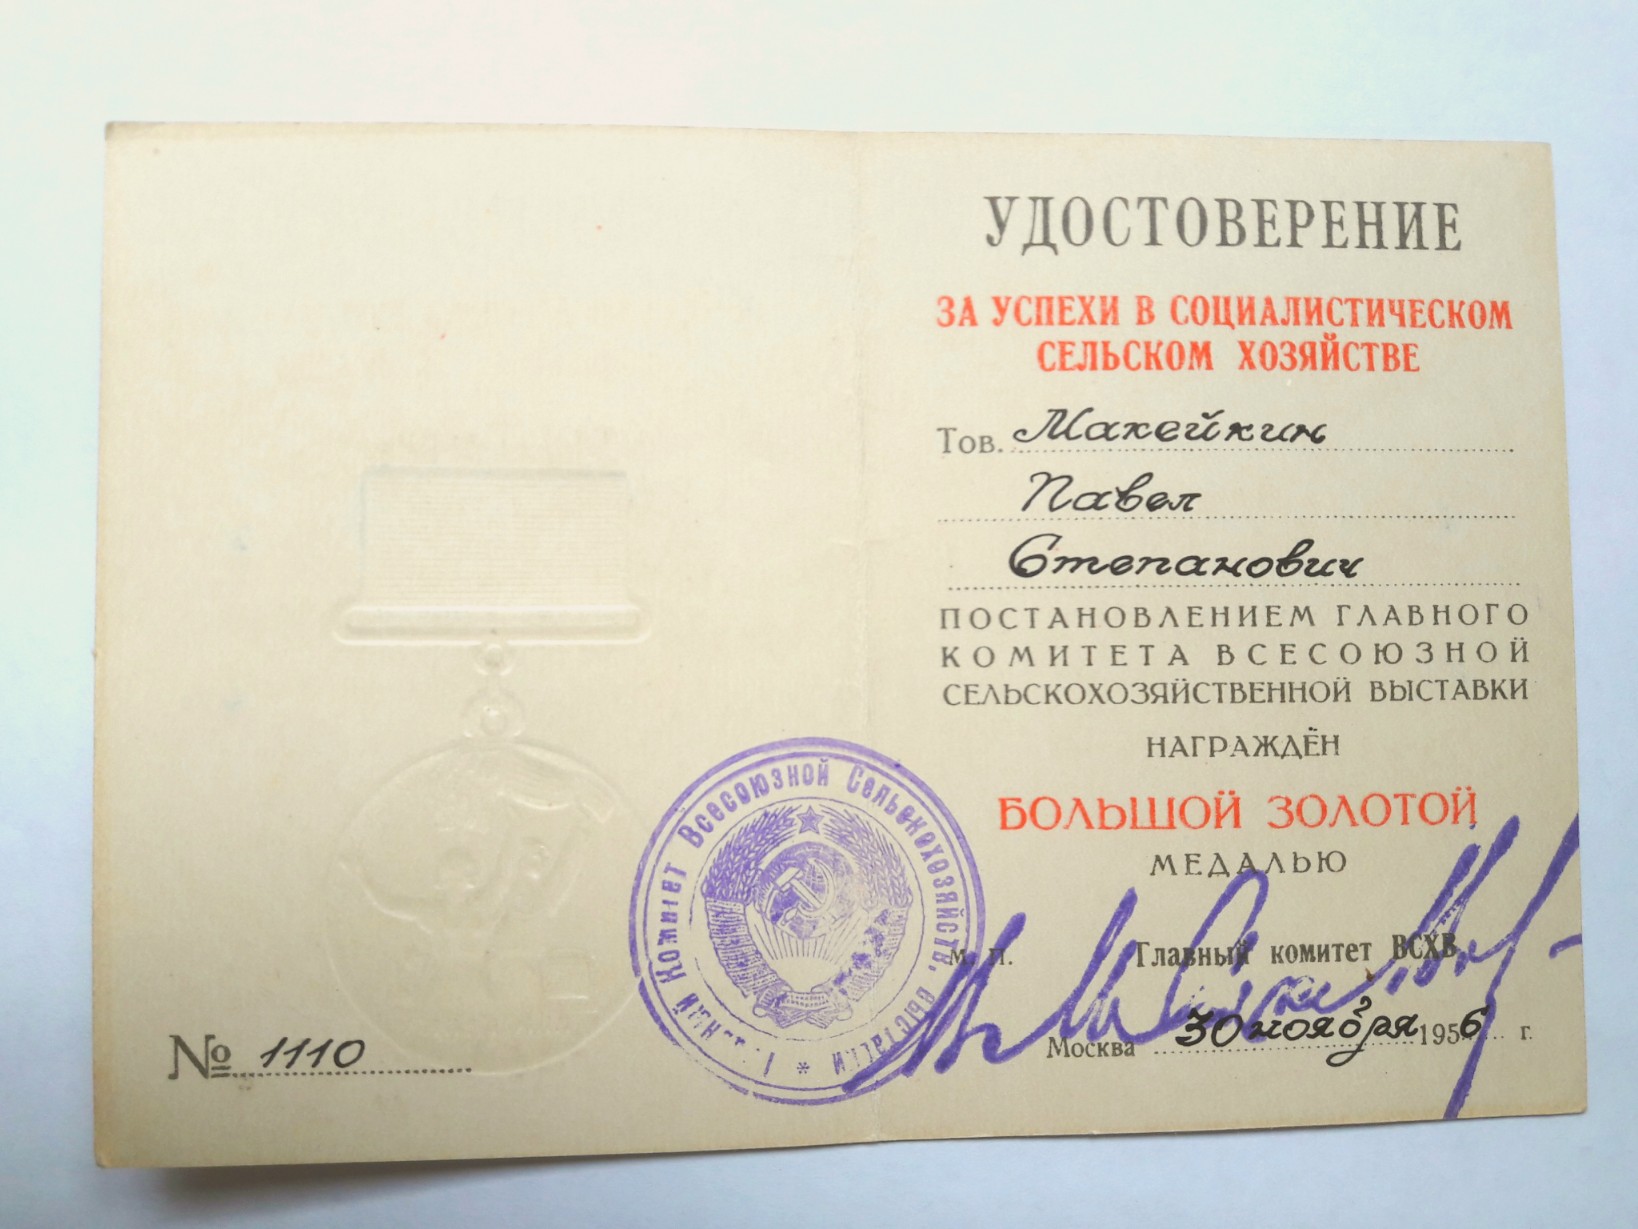 УДОСТОВЕРЕНИЕ
ЗА УСПЕХИ В СОЦИАЛИСТИЧЕСКОМ
СЕЛЬСКОМ ХОЗЯЙСТВЕ
Тов. Макейкин
Павел
Степанович
ПОСТАНОВЛЕНИЕМ ГЛАВНОГО
КОМИТЕТА ВСЕСОЮЗНОЙ
СЕЛЬСКОХОЗЯЙСТВЕННОЙ ВЫСТАВКИ
НАГРАЖДЁН
БОЛЬШОЙ ЗОЛОТОЙ
МЕДАЛЬЮ
М. П. Главный комитет ВСХВ
Москва 30 ноября 1956 г.
№ 1110
Главный Комитет Всесоюзной Сельскохозяйств. выставки *